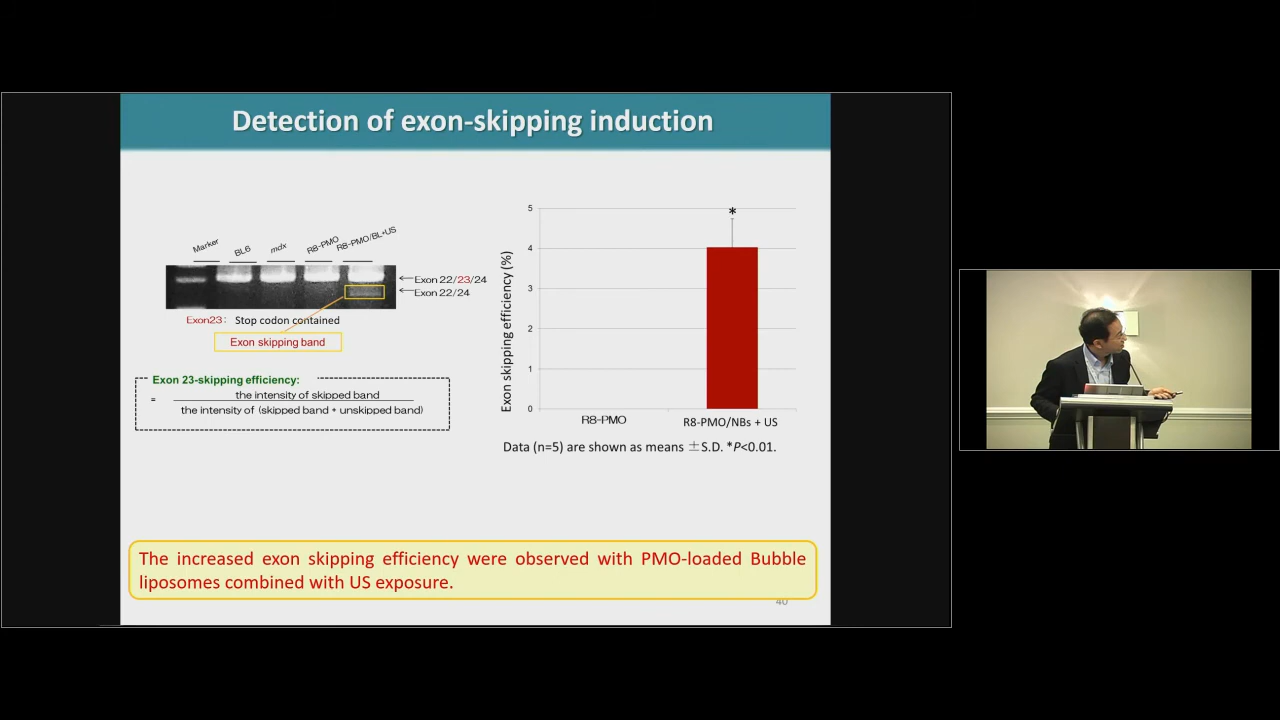 Detection of exon-skipping induction
Marker
BL6
mdx
R8-PMO
R8-PMO/BL+US
←Exon 22/23/24
←Exon 22/24
Exon23: Stop codon contained
Exon skipping band
Exon 23-skipping efficiency:
=
the intensity of skipped band
the intensity of (skipped band + unskipped band)
Exon skipping efficiency (%)
5
4
3
2
1
0
*
R8-PMO
R8-PMO/NBs + US
Data (n=5) are shown as means ±S.D. *P<0.01.
The increased exon skipping efficiency were observed with PMO-loaded Bubble
liposomes combined with US exposure.
40